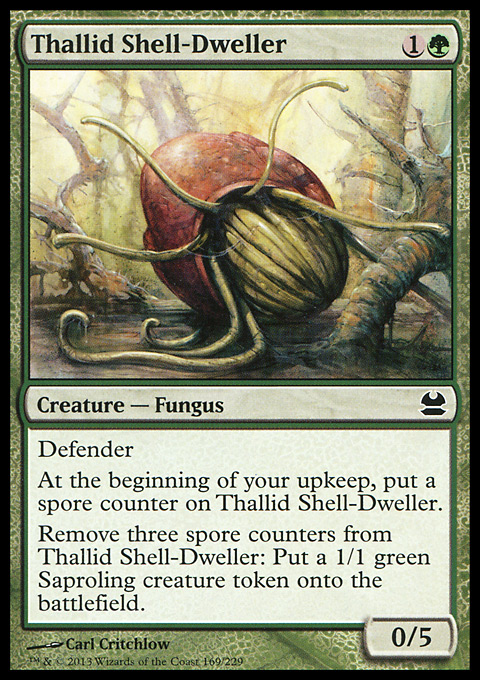 Thallid Shell-Dweller 1
Creature — Fungus
Defender
At the beginning of your upkeep, put a
spore counter on Thallid Shell-Dweller.
Remove three spore counters from
Thallid Shell-Dweller: Put a 1/1 green
Saproling creature token onto the
battlefield.
Carl Critchlow
0/5
™ & © 2013 Wizards of the Coast 169/229